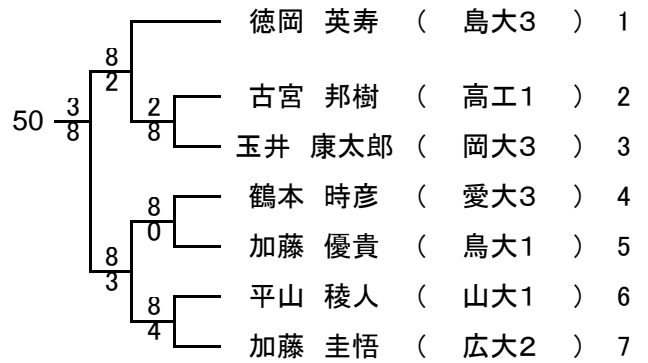 徳岡 英寿 ( 島大3 ) 1
8
2
古宮 邦樹 ( 高工1 ) 2
3
2
50
8
8
玉井 康太郎 ( 岡大3 ) 3
鶴本 時彦 ( 愛大3 ) 4
8
0
加藤 優貴 ( 鳥大1 ) 5
8
3
平山 稜人 ( 山大1 ) 6
8
4
加藤 圭悟 ( 広大2 ) 7